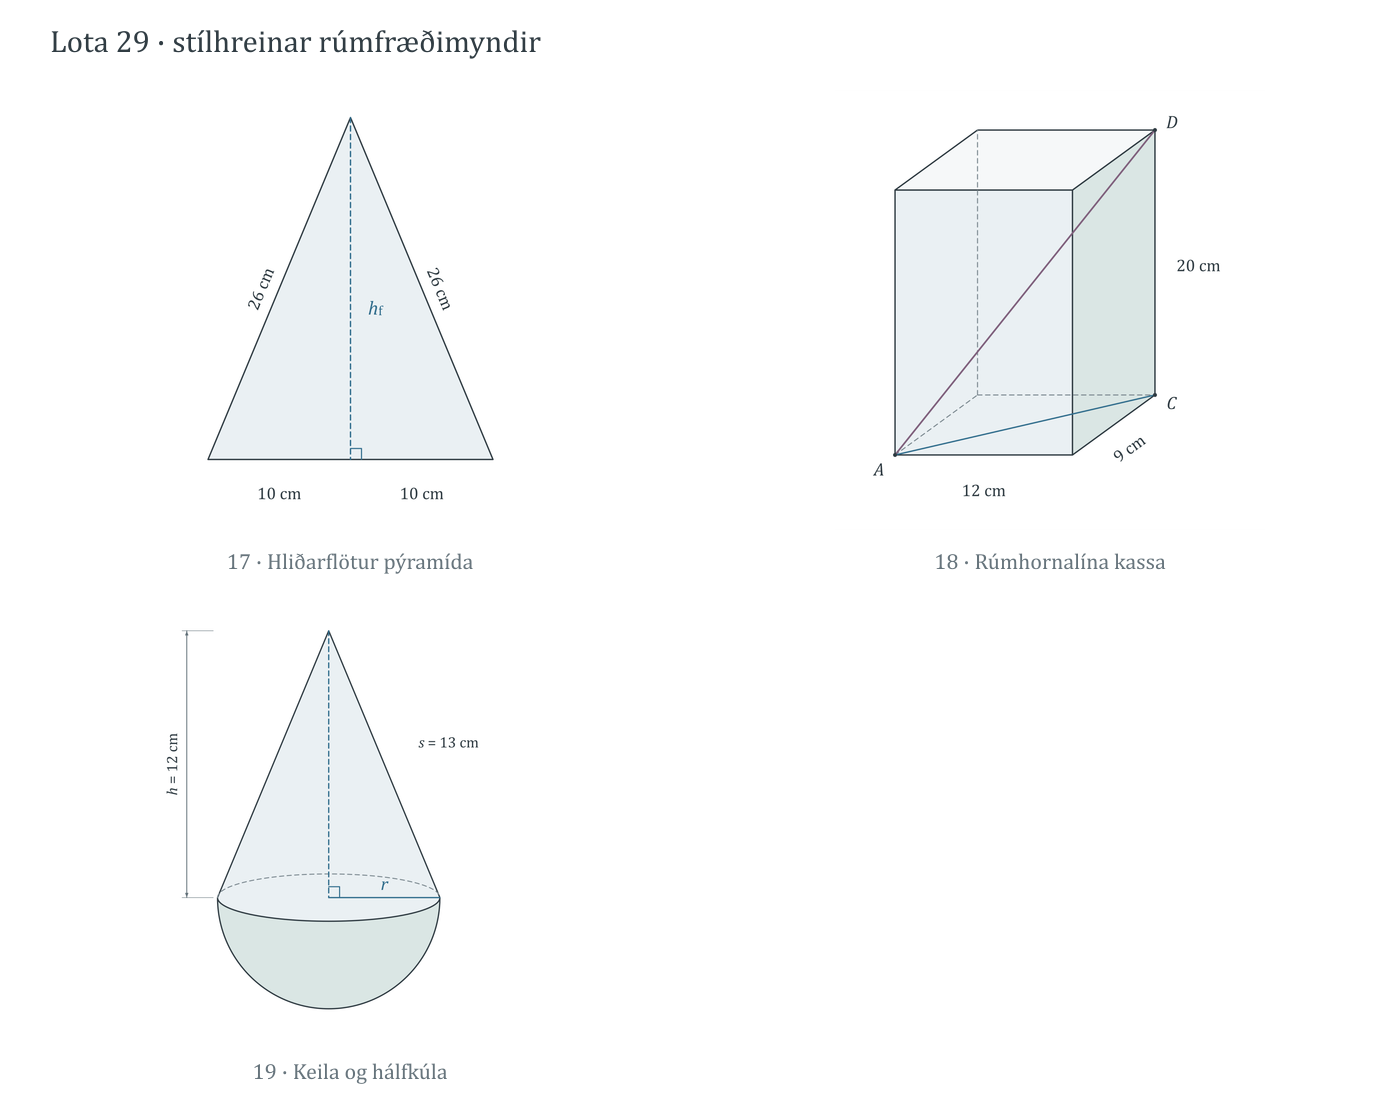 Lota 29 · stílhreinar rúmfræðimyndir
26 cm
26 cm
hf
10 cm
10 cm
17 · Hliðarflötur pýramída
D
20 cm
C
9 cm
A
12 cm
18 · Rúmhornalína kassa
h = 12 cm
s = 13 cm
r
19 · Keila og hálfkúla